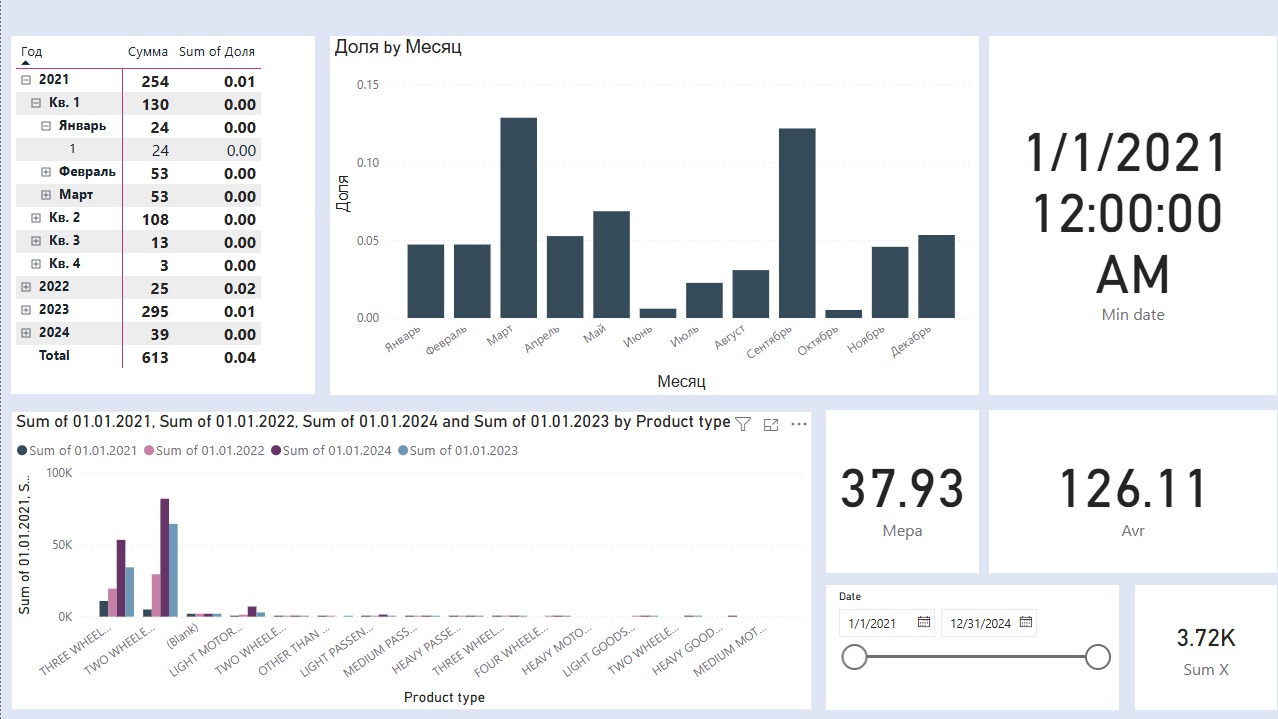 Год Сумма Sum of Доля
2021 254 0.01
Кв. 1 130 0.00
Январь 24 0.00
1 24 0.00
Февраль 53 0.00
Март 53 0.00
Кв. 2 108 0.00
Кв. 3 13 0.00
Кв. 4 3 0.00
2022 25 0.02
2023 295 0.01
2024 39 0.00
Total 613 0.04
Доля by Месяц
Доля
0.15
0.10
0.05
0.00
Январь Февраль Март Апрель Май Июнь Июль Август Сентябрь Октябрь Ноябрь Декабрь
Месяц
1/1/2021
12:00:00
AM
Min date
Sum of 01.01.2021, Sum of 01.01.2022, Sum of 01.01.2024 and Sum of 01.01.2023 by Product type
Sum of 01.01.2021 Sum of 01.01.2022 Sum of 01.01.2024 Sum of 01.01.2023
Sum of 01.01.2021, S...
100K
50K
0K
THREE WHEEL... TWO WHEELE... (Blank) LIGHT MOTOR... TWO WHEELE... OTHER THAN ... LIGHT PASSEN... MEDIUM PASS... HEAVY PASSE... THREE WHEEL... FOUR WHEELE... HEAVY MOTO... LIGHT GOODS... TWO WHEELE... HEAVY GOOD... MEDIUM MOT...
Product type
37.93
Мера
126.11
Avr
Date
1/1/2021 12/31/2024
3.72K
Sum X